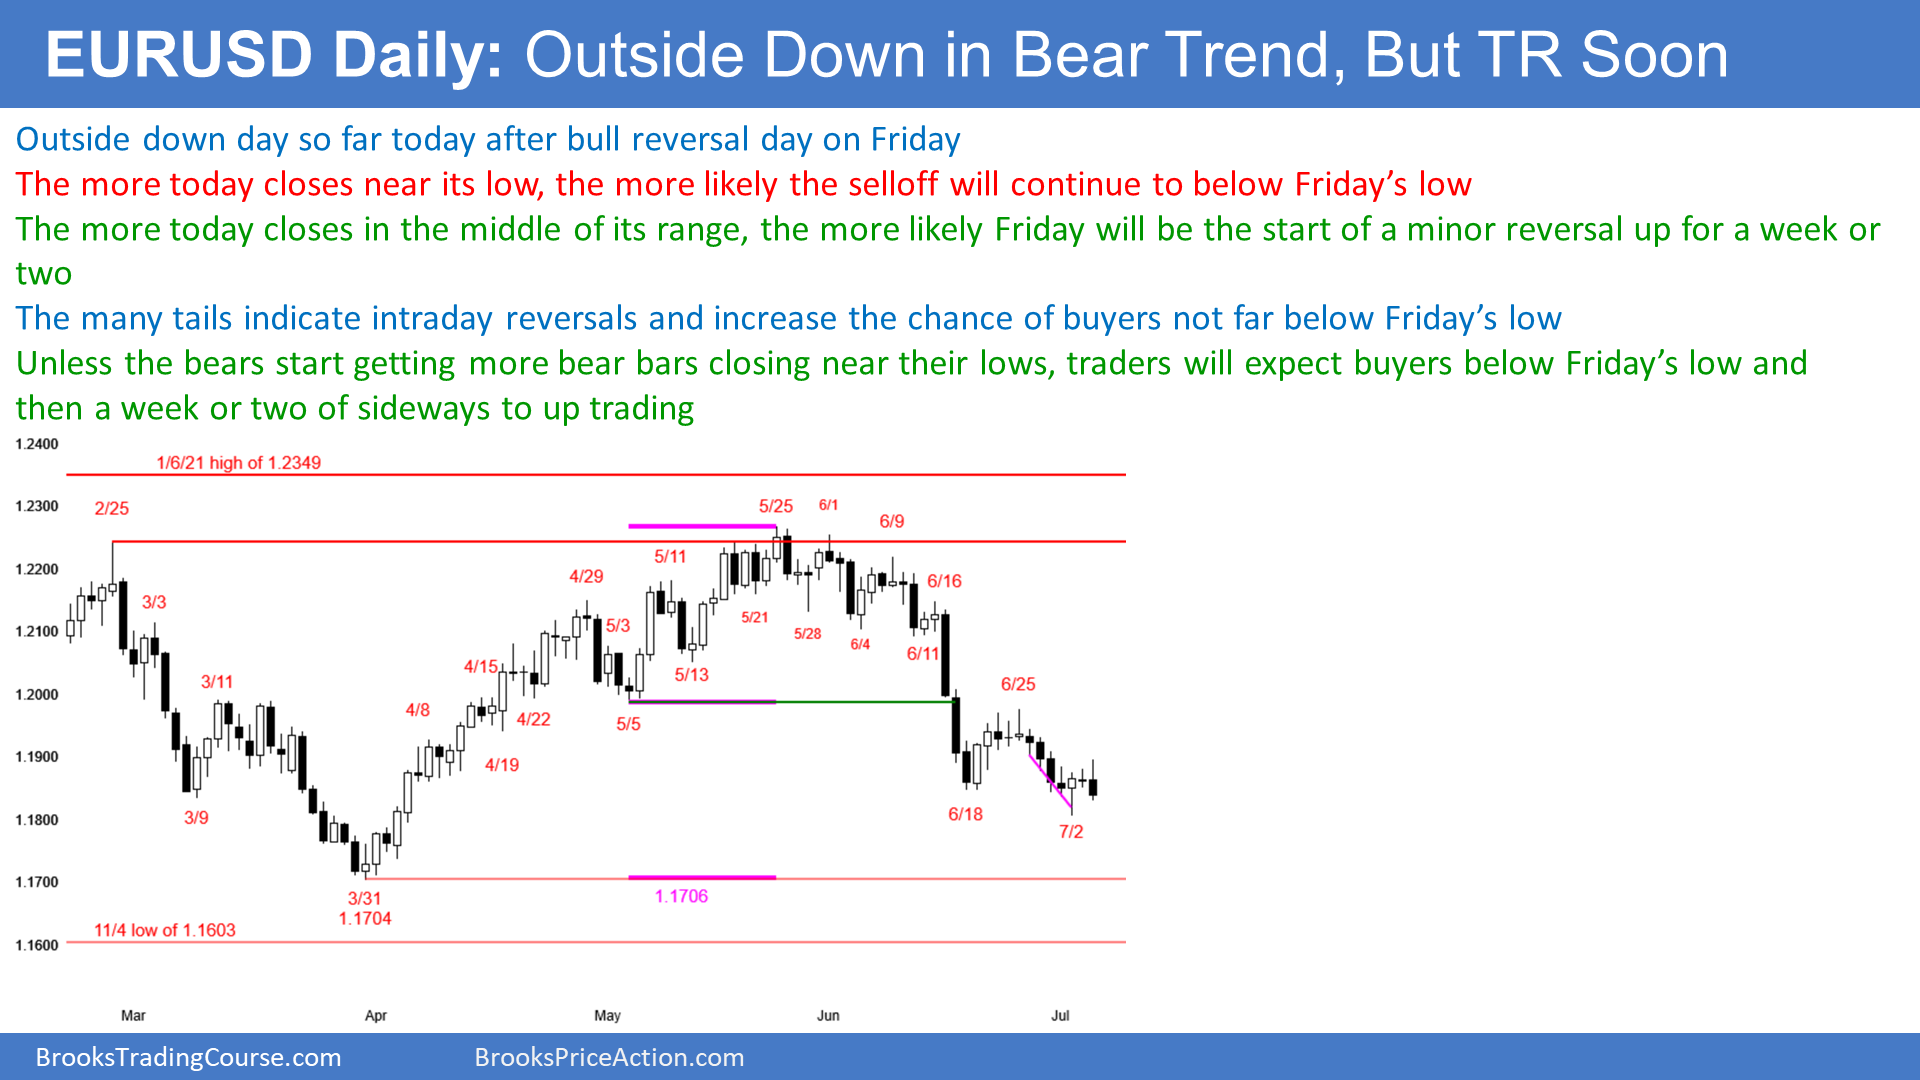 EURUSD Daily: Outside Down in Bear Trend, But TR Soon
Outside down day so far today after bull reversal day on Friday
The more today closes near its low, the more likely the selloff will continue to below Friday’s low
The more today closes in the middle of its range, the more likely Friday will be the start of a minor reversal up for a week or
two
The many tails indicate intraday reversals and increase the chance of buyers not far below Friday’s low
Unless the bears start getting more bear bars closing near their lows, traders will expect buyers below Friday’s low and
then a week or two of sideways to up trading
1.2400
1/6/21 high of 1.2349
1.2300
2/25
5/25
6/1
6/9
5/11
1.2200
4/29
6/16
3/3
5/21
5/3
1.2100
5/28
6/4
6/11
4/15
5/13
3/11
6/25
1.2000
4/8
4/22
5/5
1.1900
4/19
1.1800
3/9
6/18
7/2
1.1700
3/31
1.1704
1.1706
11/4 low of 1.1603
1.1600
Mar
Apr
May
Jun
Jul
BrooksTradingCourse.com
BrooksPriceAction.com